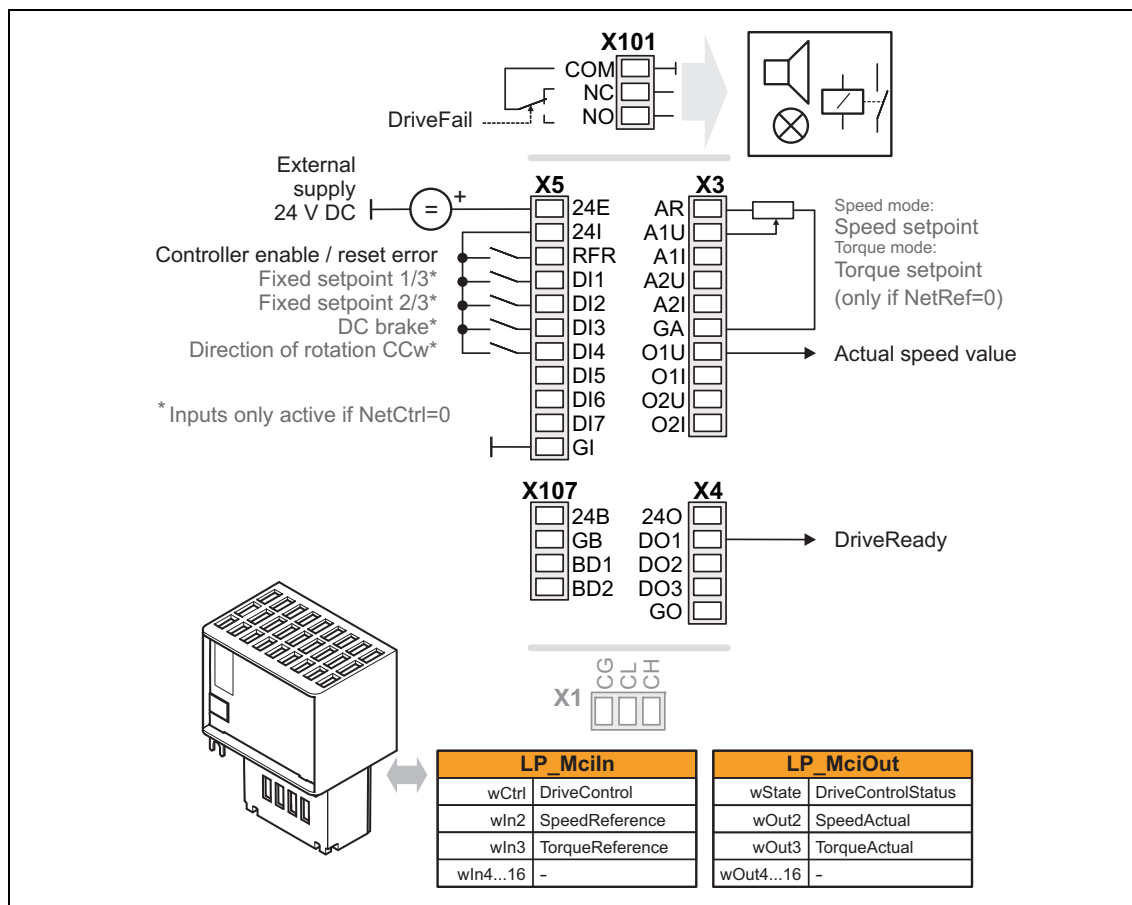 X101
COM
NC
NO
DriveFail
External
supply
24 V DC
=
+
X5
24E
24I
RFR
DI1
DI2
DI3
DI4
DI5
DI6
DI7
GI
Controller enable / reset error
Fixed setpoint 1/3*
Fixed setpoint 2/3*
DC brake*
Direction of rotation CCw*
* Inputs only active if NetCtrl=0
X3
AR
A1U
A1I
A2U
A2I
GA
O1U
O1I
O2U
O2I
Speed mode:
Speed setpoint
Torque mode:
Torque setpoint
(only if NetRef=0)
Actual speed value
X107
24B
GB
BD1
BD2
X4
24O
DO1
DO2
DO3
GO
DriveReady
X1
CG
CL
CH
LP_MciIn
wCtrl DriveControl
wIn2 SpeedReference
wIn3 TorqueReference
wIn4...16 -
LP_MciOut
wState DriveControlStatus
wOut2 SpeedActual
wOut3 TorqueActual
wOut4...16 -